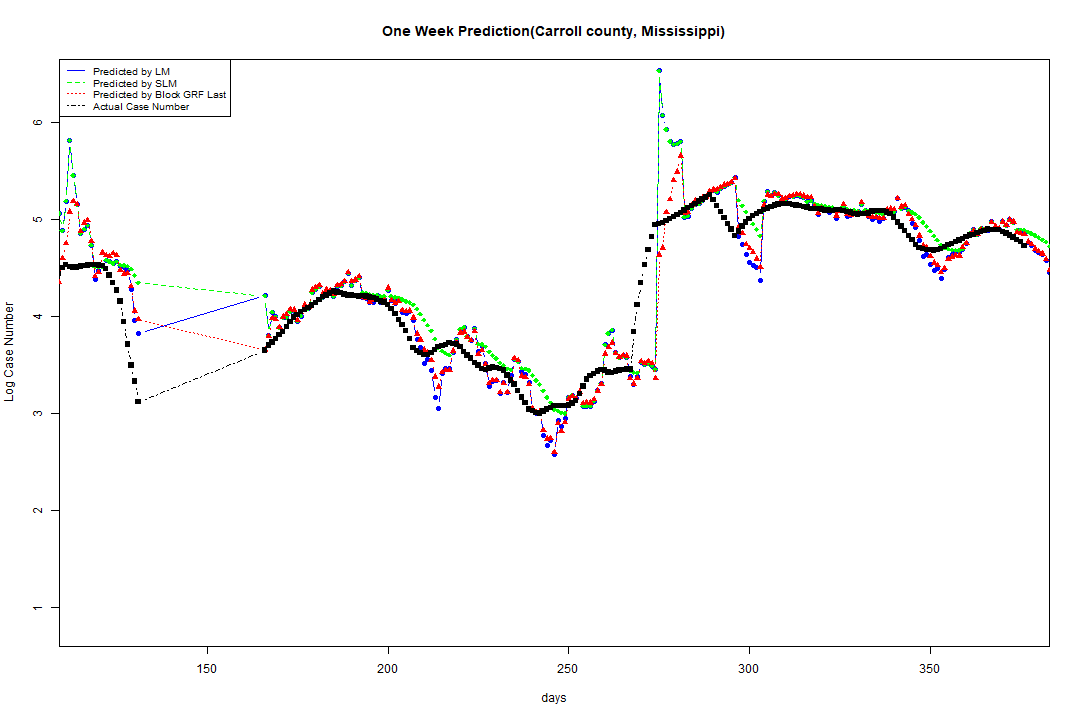 One Week Prediction(Carroll county, Mississippi)
Predicted by LM
Predicted by SLM
Predicted by Block GRF Last
Actual Case Number
6
5
4
3
2
1
Log Case Number
150 200 250 300 350
days